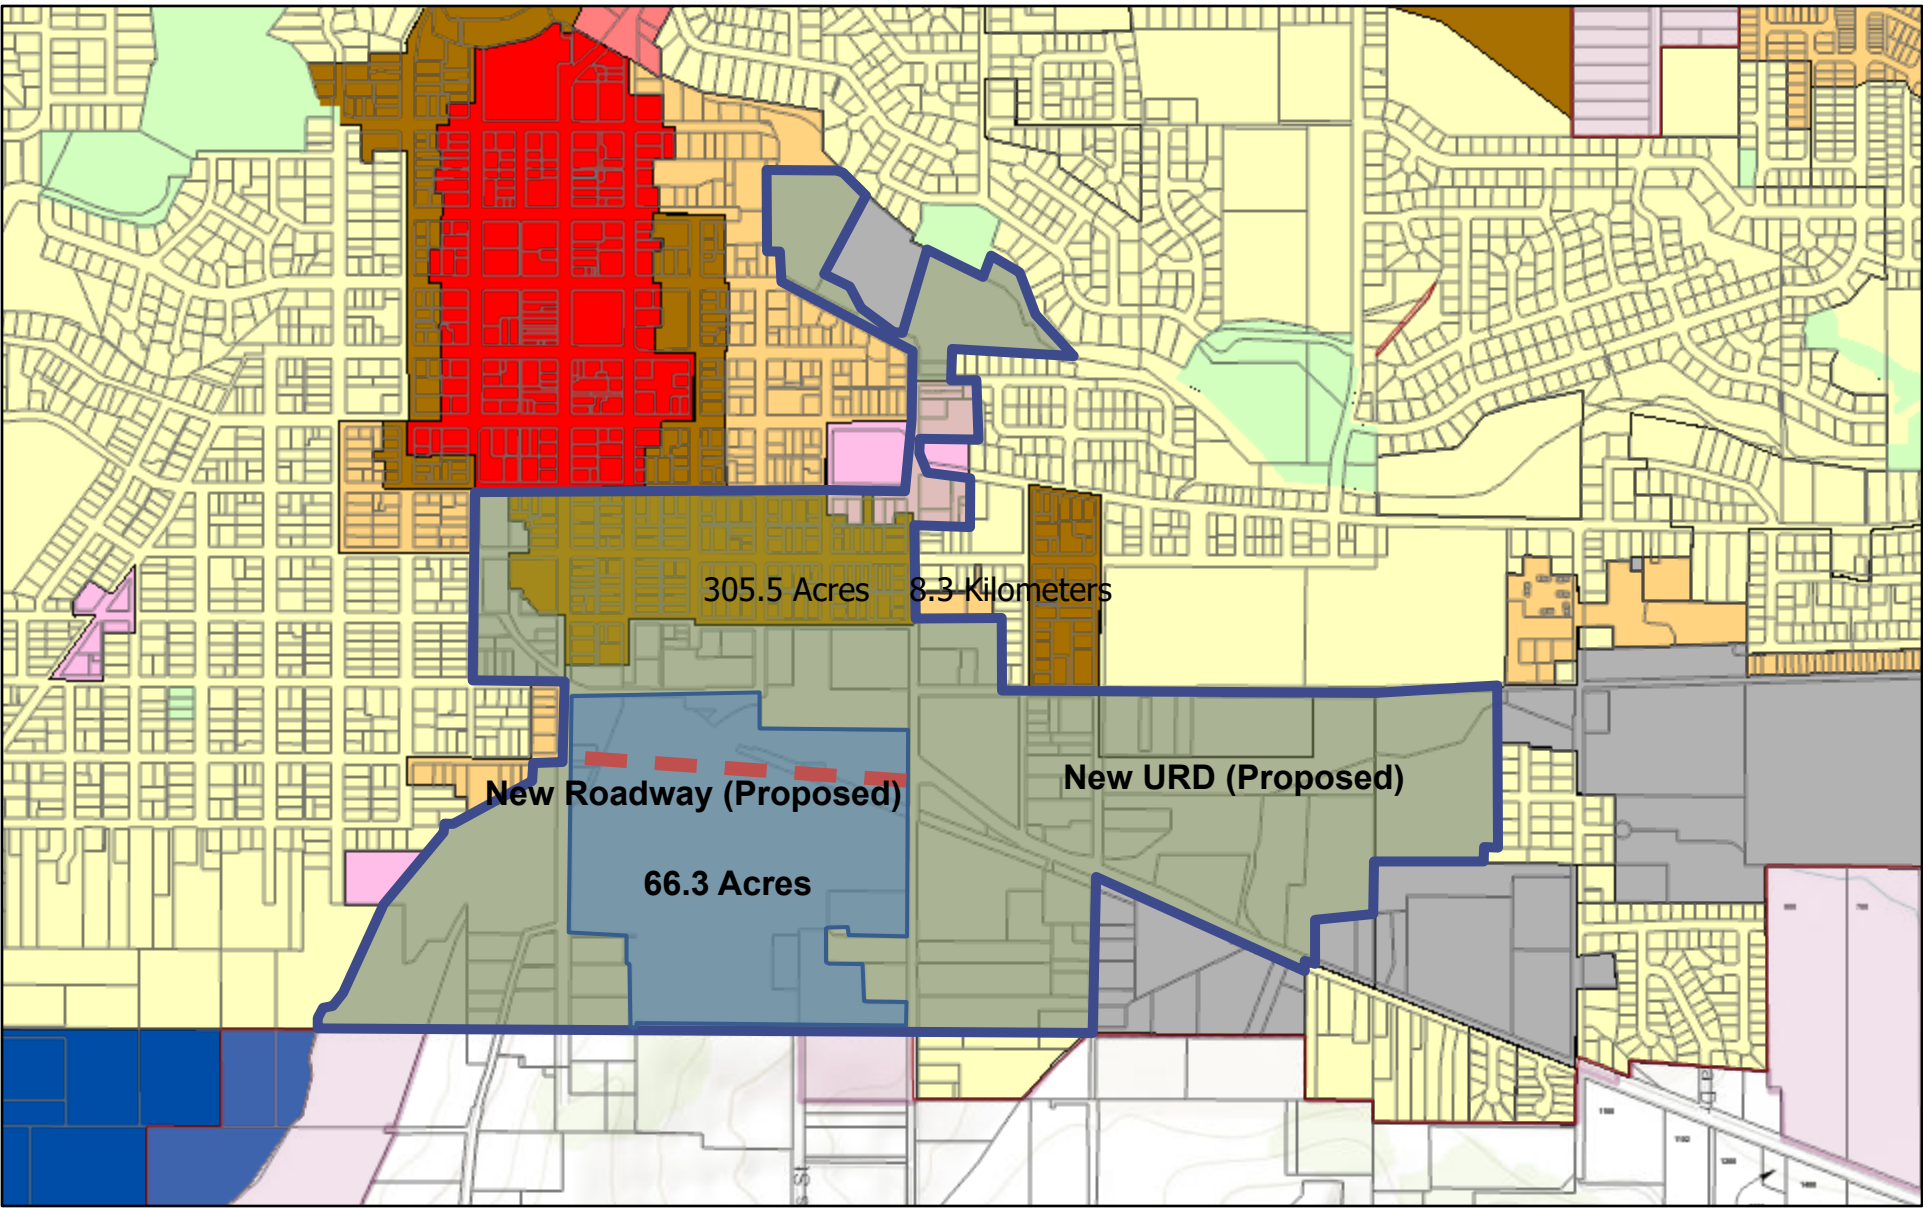 305.5 Acres 8.3 Kilometers
New URD (Proposed)
New Roadway (Proposed)
66.3 Acres